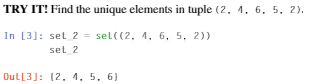 TRY IT! Find the unique elements in tuple (2, 4, 6, 5, 2).
In [3]: set_2 = set((2, 4, 6, 5, 2))
set_2
Out[3]: {2, 4, 5, 6}